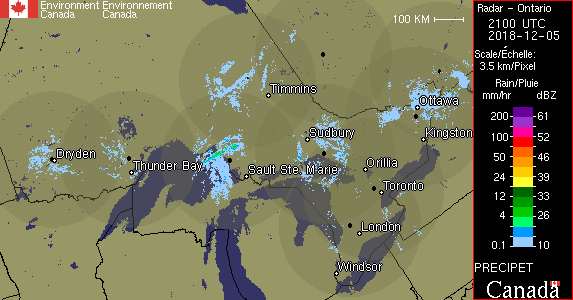 Environment Environnement
Canada Canada
100 KM
Timmins
Ottawa
Sudbury
Kingston
Dryden
Thunder Bay
Sault Ste. Marie
Orillia
Toronto
London
Windsor
Radar - Ontario
2100 UTC
2018-12-05
Scale/Échelle:
3.5 km/Pixel
Rain/Pluie
mm/hr dBZ
200 61
100 52
50 46
24 39
12 33
4 26
2 20
0.1 10
PRECIPET
Canada